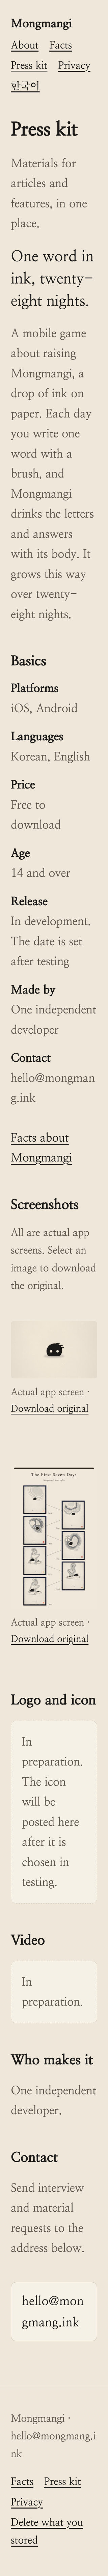 Mongmangi
About Facts
Press kit Privacy
한국어
Press kit
Materials for
articles and
features, in one
place.
One word in
ink, twenty-
eight nights.
A mobile game
about raising
Mongmangi, a
drop of ink on
paper. Each day
you write one
word with a
brush, and
Mongmangi
drinks the letters
and answers
with its body. It
grows this way
over twenty-
eight nights.
Basics
Platforms
iOS, Android
Languages
Korean, English
Price
Free to
download
Age
14 and over
Release
In development.
The date is set
after testing
Made by
One independent
developer
Contact
hello@mongman
g.ink
Facts about
Mongmangi
Screenshots
All are actual app
screens. Select an
image to download
the original.
Actual app screen ·
Download original
The First Seven Days
Actual app screen ·
Download original
Logo and icon
In
preparation.
The icon
will be
posted here
after it is
chosen in
testing.
Video
In
preparation.
Who makes it
One independent
developer.
Contact
Send interview
and material
requests to the
address below.
hello@mon
gmang.ink
Mongmangi ·
hello@mongmang.i
nk
Facts Press kit
Privacy
Delete what you
stored